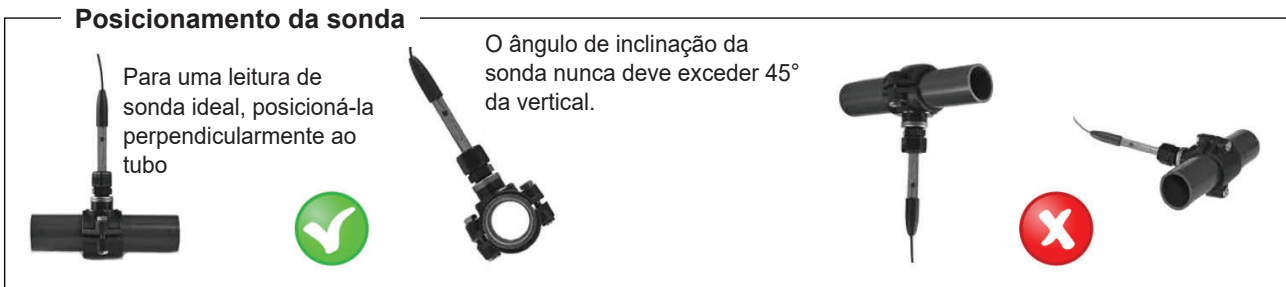 Posicionamento da sonda
Para uma leitura de
sonda ideal, posicioná-la
perpendicularmente ao
tubo
O ângulo de inclinação da
sonda nunca deve exceder 45°
da vertical.